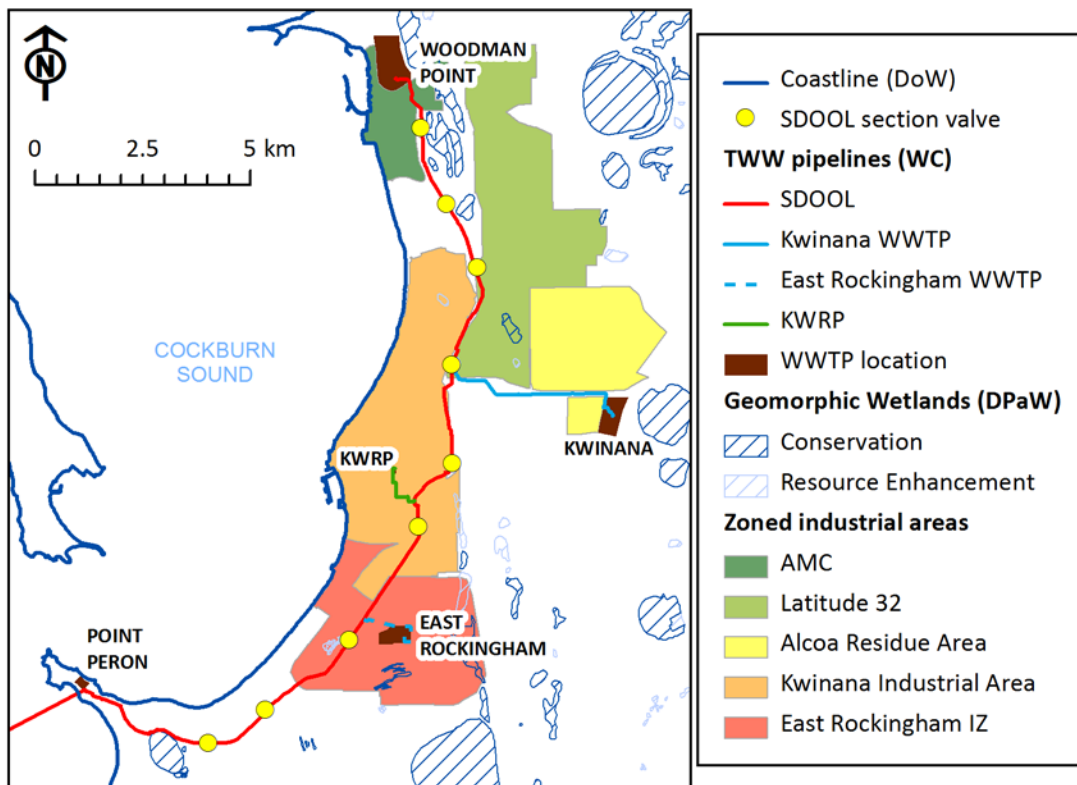 N
0 2.5 5 km
WOODMAN
POINT
COCKBURN
SOUND
KWINANA
KWRP
EAST
ROCKINGHAM
POINT
PERON
Coastline (DoW)
SDOOL section valve
TWW pipelines (WC)
SDOOL
Kwinana WWTP
East Rockingham WWTP
KWRP
WWTP location
Geomorphic Wetlands (DPaW)
Conservation
Resource Enhancement
Zoned industrial areas
AMC
Latitude 32
Alcoa Residue Area
Kwinana Industrial Area
East Rockingham IZ